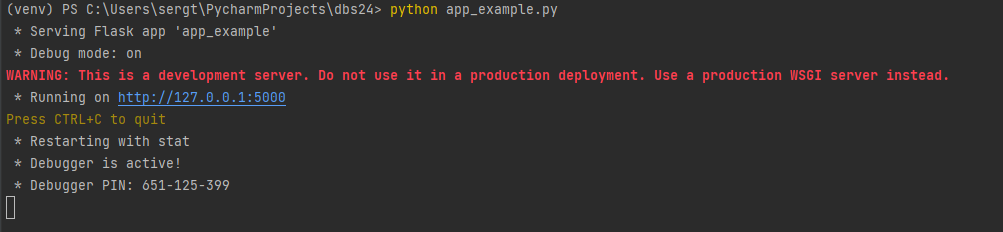 (venv) PS C:\Users\sergt\PycharmProjects\dbs24> python app_example.py
* Serving Flask app 'app_example'
* Debug mode: on
WARNING: This is a development server. Do not use it in a production deployment. Use a production WSGI server instead.
* Running on http://127.0.0.1:5000
Press CTRL+C to quit
* Restarting with stat
* Debugger is active!
* Debugger PIN: 651-125-399